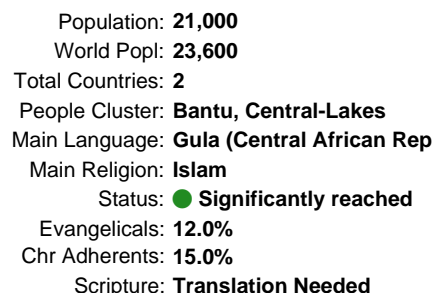 Population: 21,000
World Popl: 23,600
Total Countries: 2
People Cluster: Bantu, Central-Lakes
Main Language: Gula (Central African Rep
Main Religion: Islam
Status: Significantly reached
Evangelicals: 12.0%
Chr Adherents: 15.0%
Scripture: Translation Needed